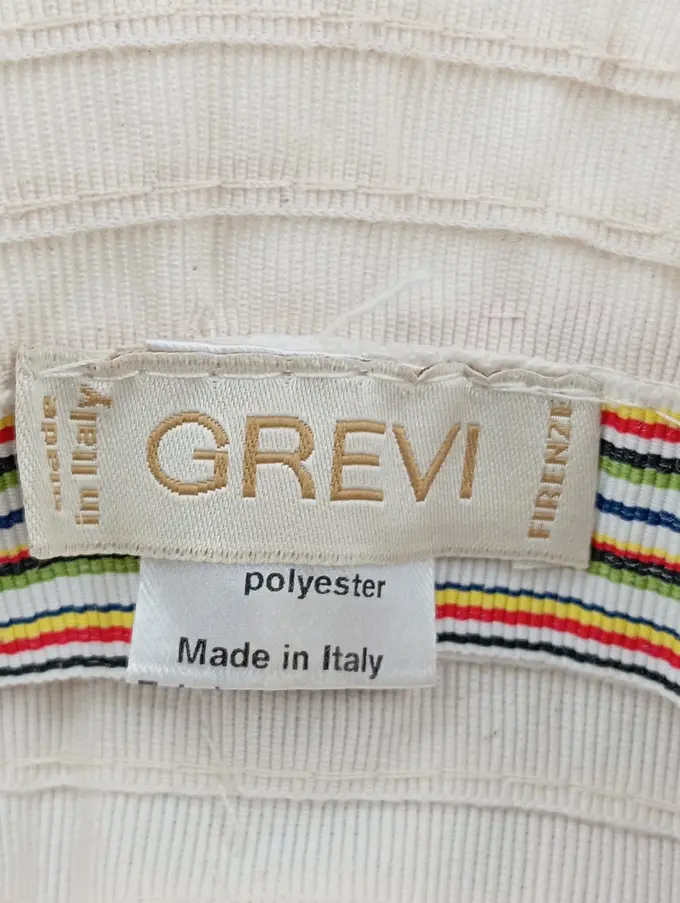 Made
in Italy
GREVI
FIRENZE
polyester
Made in Italy